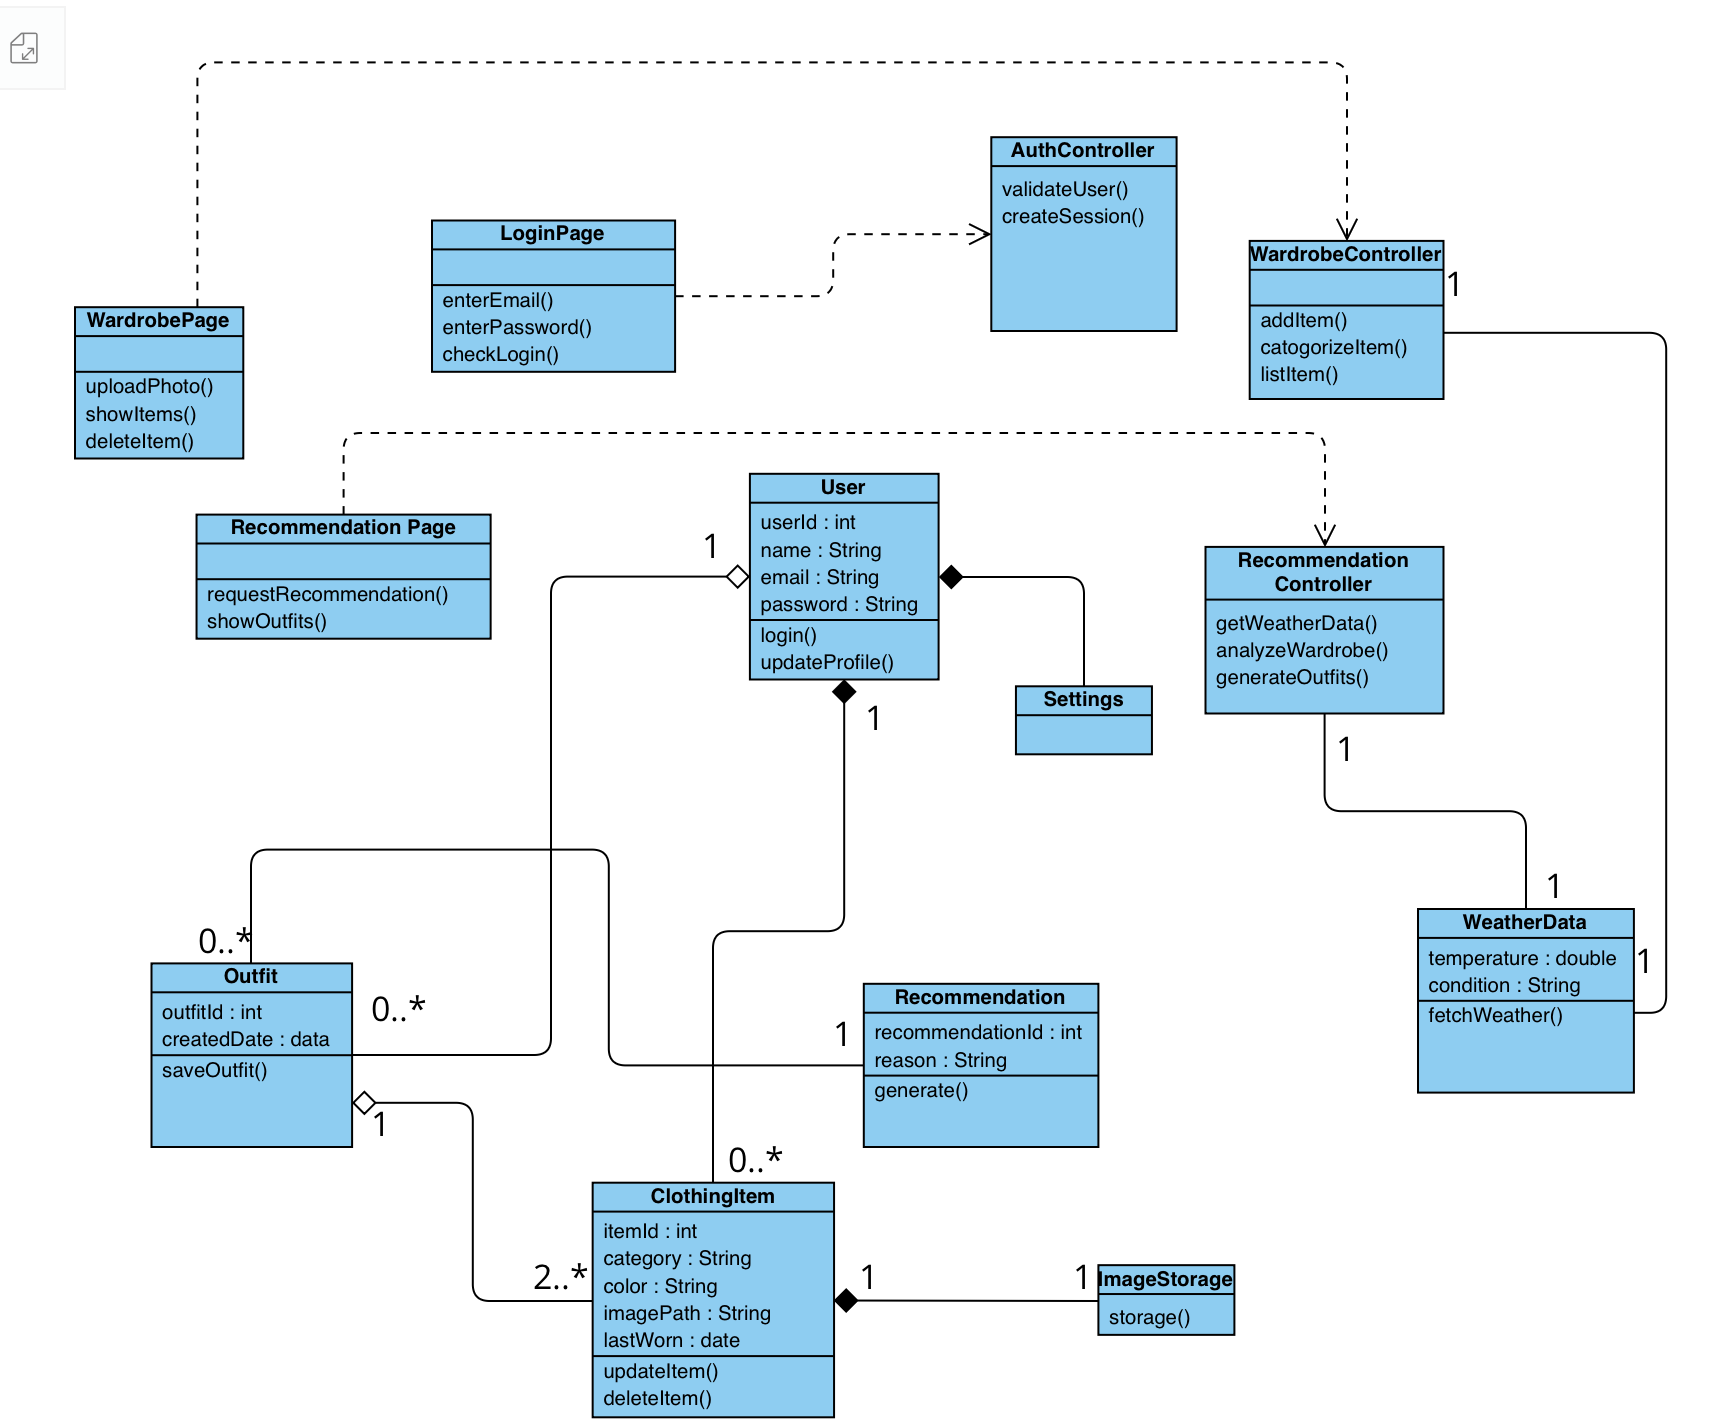 AuthController
validateUser()
createSession()
LoginPage
enterEmail()
enterPassword()
checkLogin()
WardrobeController
1
addItem()
catogorizeItem()
listItem()
WardrobePage
uploadPhoto()
showItems()
deleteItem()
User
userId : int
name : String
email : String
password : String
login()
updateProfile()
1
1
Recommendation Page
requestRecommendation()
showOutfits()
Recommendation
Controller
getWeatherData()
analyzeWardrobe()
generateOutfits()
1
Settings
1
WeatherData
temperature : double
condition : String
fetchWeather()
1
0..*
Outfit
outfitId : int
createdDate : data
saveOutfit()
0..*
1
Recommendation
recommendationId : int
reason : String
generate()
1
0..*
ClothingItem
itemId : int
category : String
color : String
imagePath : String
lastWorn : date
updateItem()
deleteItem()
2..*
1
1
ImageStorage
storage()